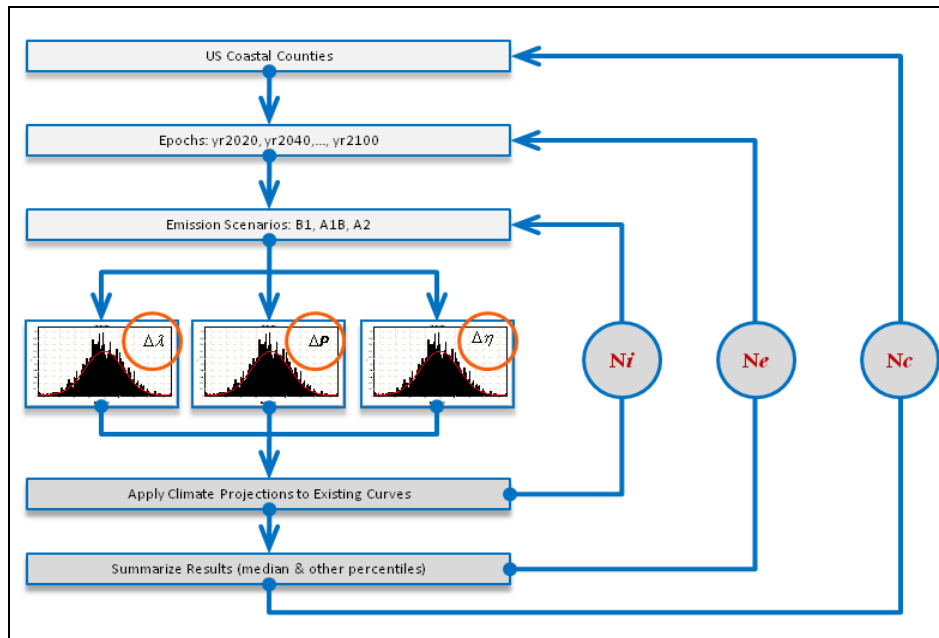 US Coastal Counties
Epochs: yr2020, yr2040,..., yr2100
Emission Scenarios: B1, A1B, A2
Δλ
ΔP
Δη
Ni
Ne
Nc
Apply Climate Projections to Existing Curves
Summarize Results (median & other percentiles)